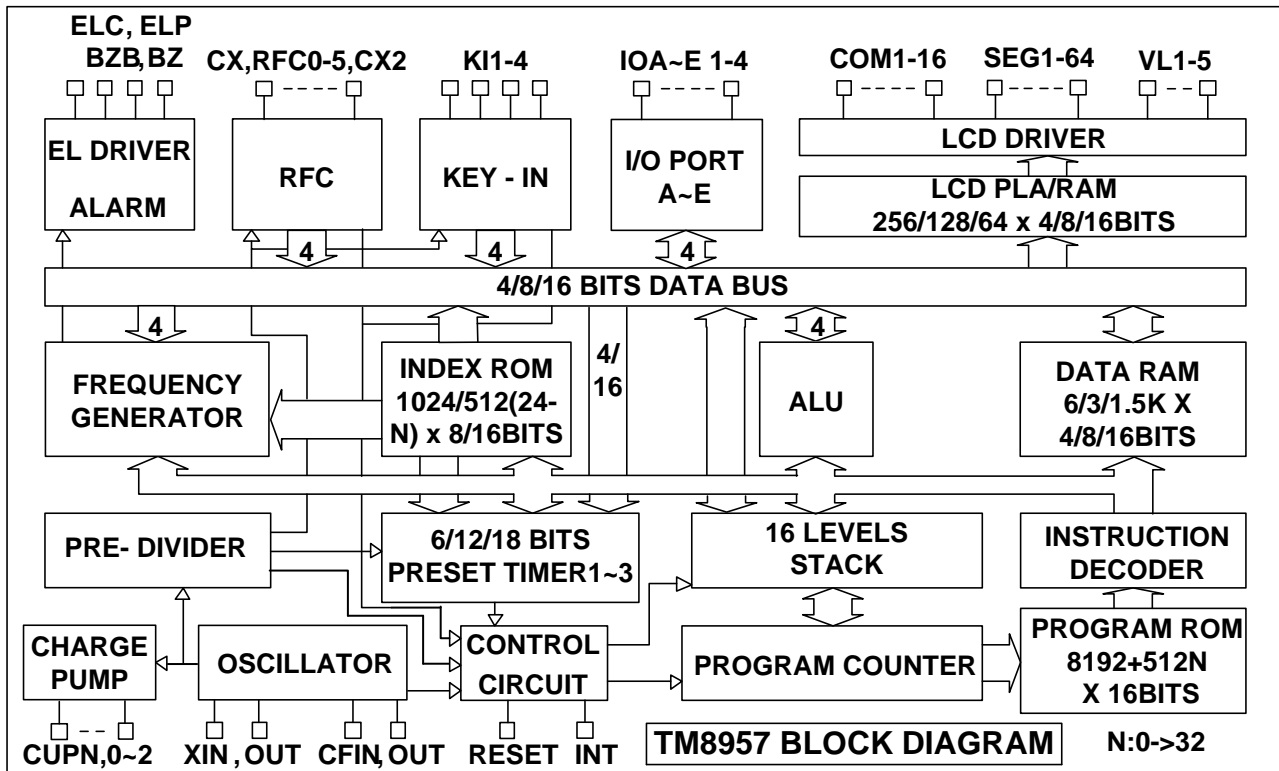 ELC, ELP
BZB, BZ
CX,RFC0-5,CX2
KI1-4
IOA~E 1-4
COM1-16
SEG1-64
VL1-5
EL DRIVER
ALARM
RFC
KEY - IN
I/O PORT
A~E
LCD DRIVER
LCD PLA/RAM
256/128/64 x 4/8/16BITS
4
4
4
4/8/16 BITS DATA BUS
4
4/
16
4
FREQUENCY
GENERATOR
INDEX ROM
1024/512(24-
N) x 8/16BITS
ALU
DATA RAM
6/3/1.5K X
4/8/16BITS
PRE- DIVIDER
6/12/18 BITS
PRESET TIMER1~3
16 LEVELS
STACK
INSTRUCTION
DECODER
CHARGE
PUMP
OSCILLATOR
CONTROL
CIRCUIT
PROGRAM COUNTER
PROGRAM ROM
8192+512N
X 16BITS
CUPN,0~2
XIN , OUT
CFIN, OUT
RESET
INT
TM8957 BLOCK DIAGRAM
N:0->32